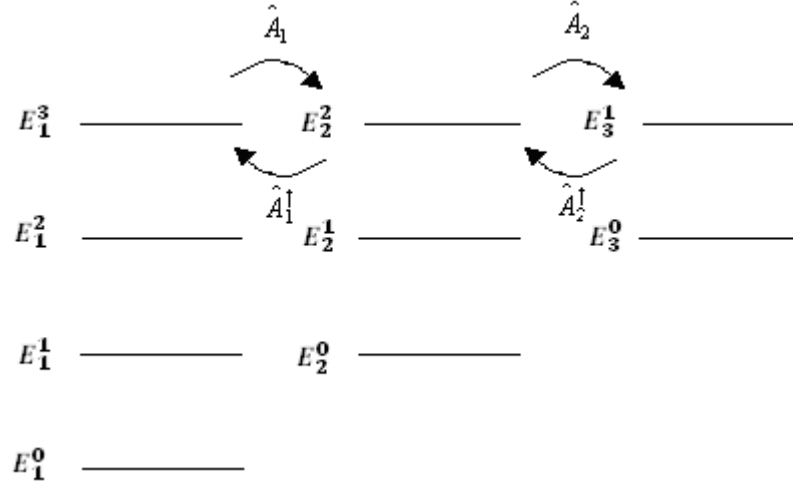 Â₁ Â₂
E₁³ E₂² E₃¹
Â₁† Â₂†
E₁² E₂¹ E₃⁰
E₁¹ E₂⁰
E₁⁰